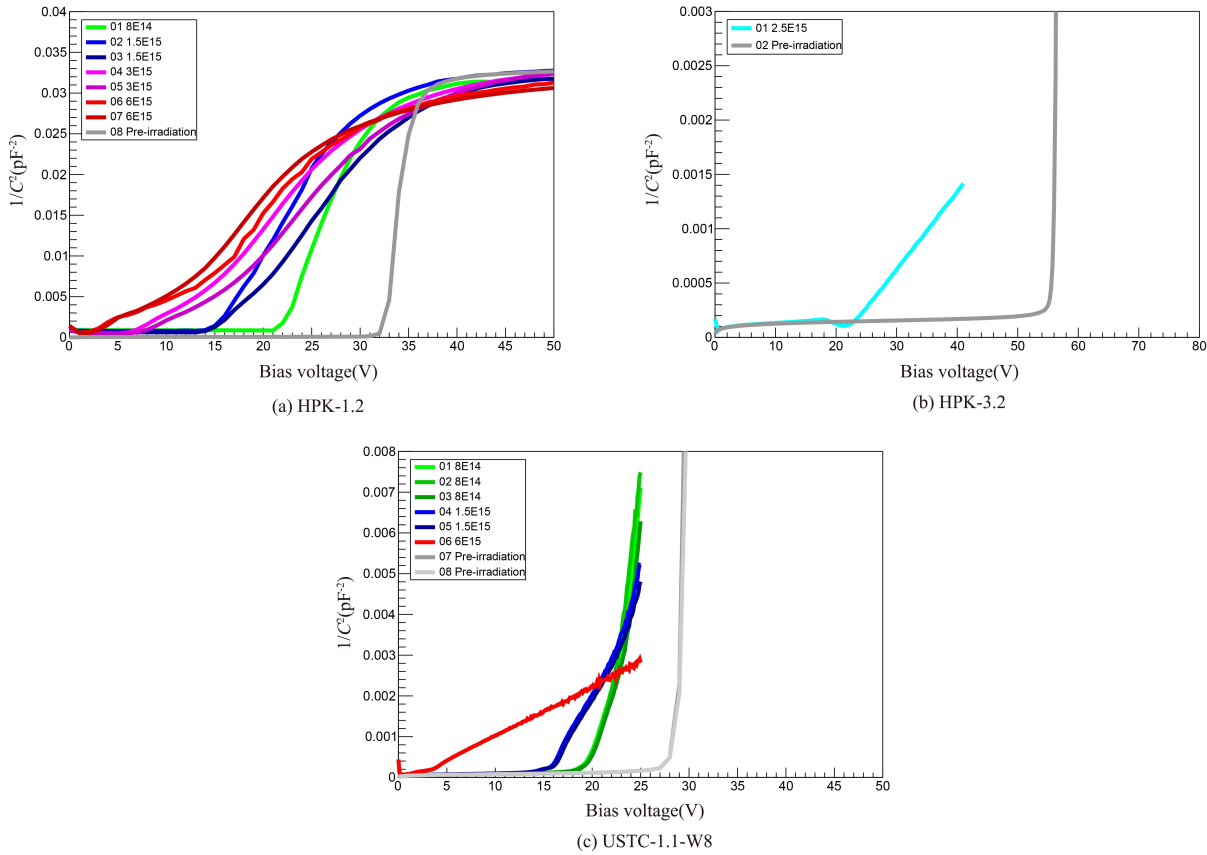 0.04
0.035
0.03
0.025
0.02
0.015
0.01
0.005
0
1/C²(pF⁻²)
01 8E14
02 1.5E15
03 1.5E15
04 3E15
05 3E15
06 6E15
07 6E15
08 Pre-irradiation
0 5 10 15 20 25 30 35 40 45 50
Bias voltage(V)
(a) HPK-1.2
0.003
0.0025
0.002
0.0015
0.001
0.0005
0
1/C²(pF⁻²)
01 2.5E15
02 Pre-irradiation
0 10 20 30 40 50 60 70 80
Bias voltage(V)
(b) HPK-3.2
0.008
0.007
0.006
0.005
0.004
0.003
0.002
0.001
0
1/C²(pF⁻²)
01 8E14
02 8E14
03 8E14
04 1.5E15
05 1.5E15
06 6E15
07 Pre-irradiation
08 Pre-irradiation
0 5 10 15 20 25 30 35 40 45 50
Bias voltage(V)
(c) USTC-1.1-W8